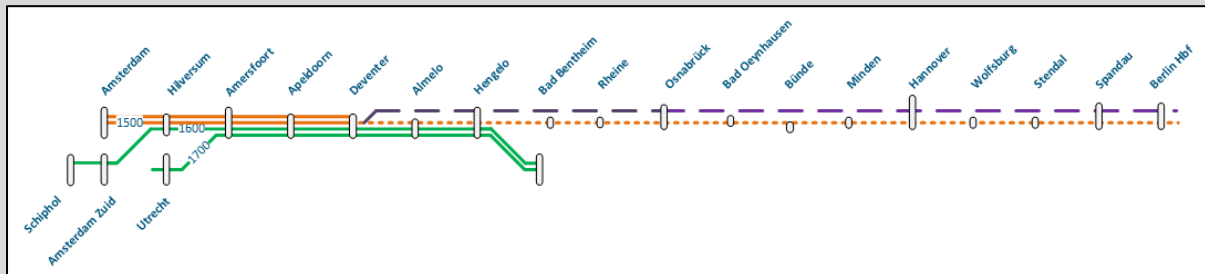 Amsterdam
Hilversum
Amersfoort
Apeldoorn
Deventer
Almelo
Hengelo
Bad Bentheim
Rheine
Osnabrück
Bad Oeynhausen
Bünde
Minden
Hannover
Wolfsburg
Stendal
Spandau
Berlin Hbf
1500
1600
1700
Schiphol
Amsterdam Zuid
Utrecht